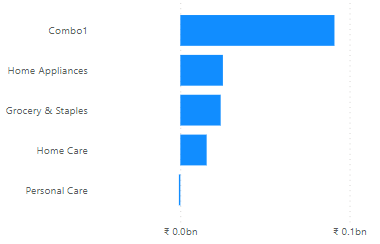 Combo1
Home Appliances
Grocery & Staples
Home Care
Personal Care
₹ 0.0bn ₹ 0.1bn